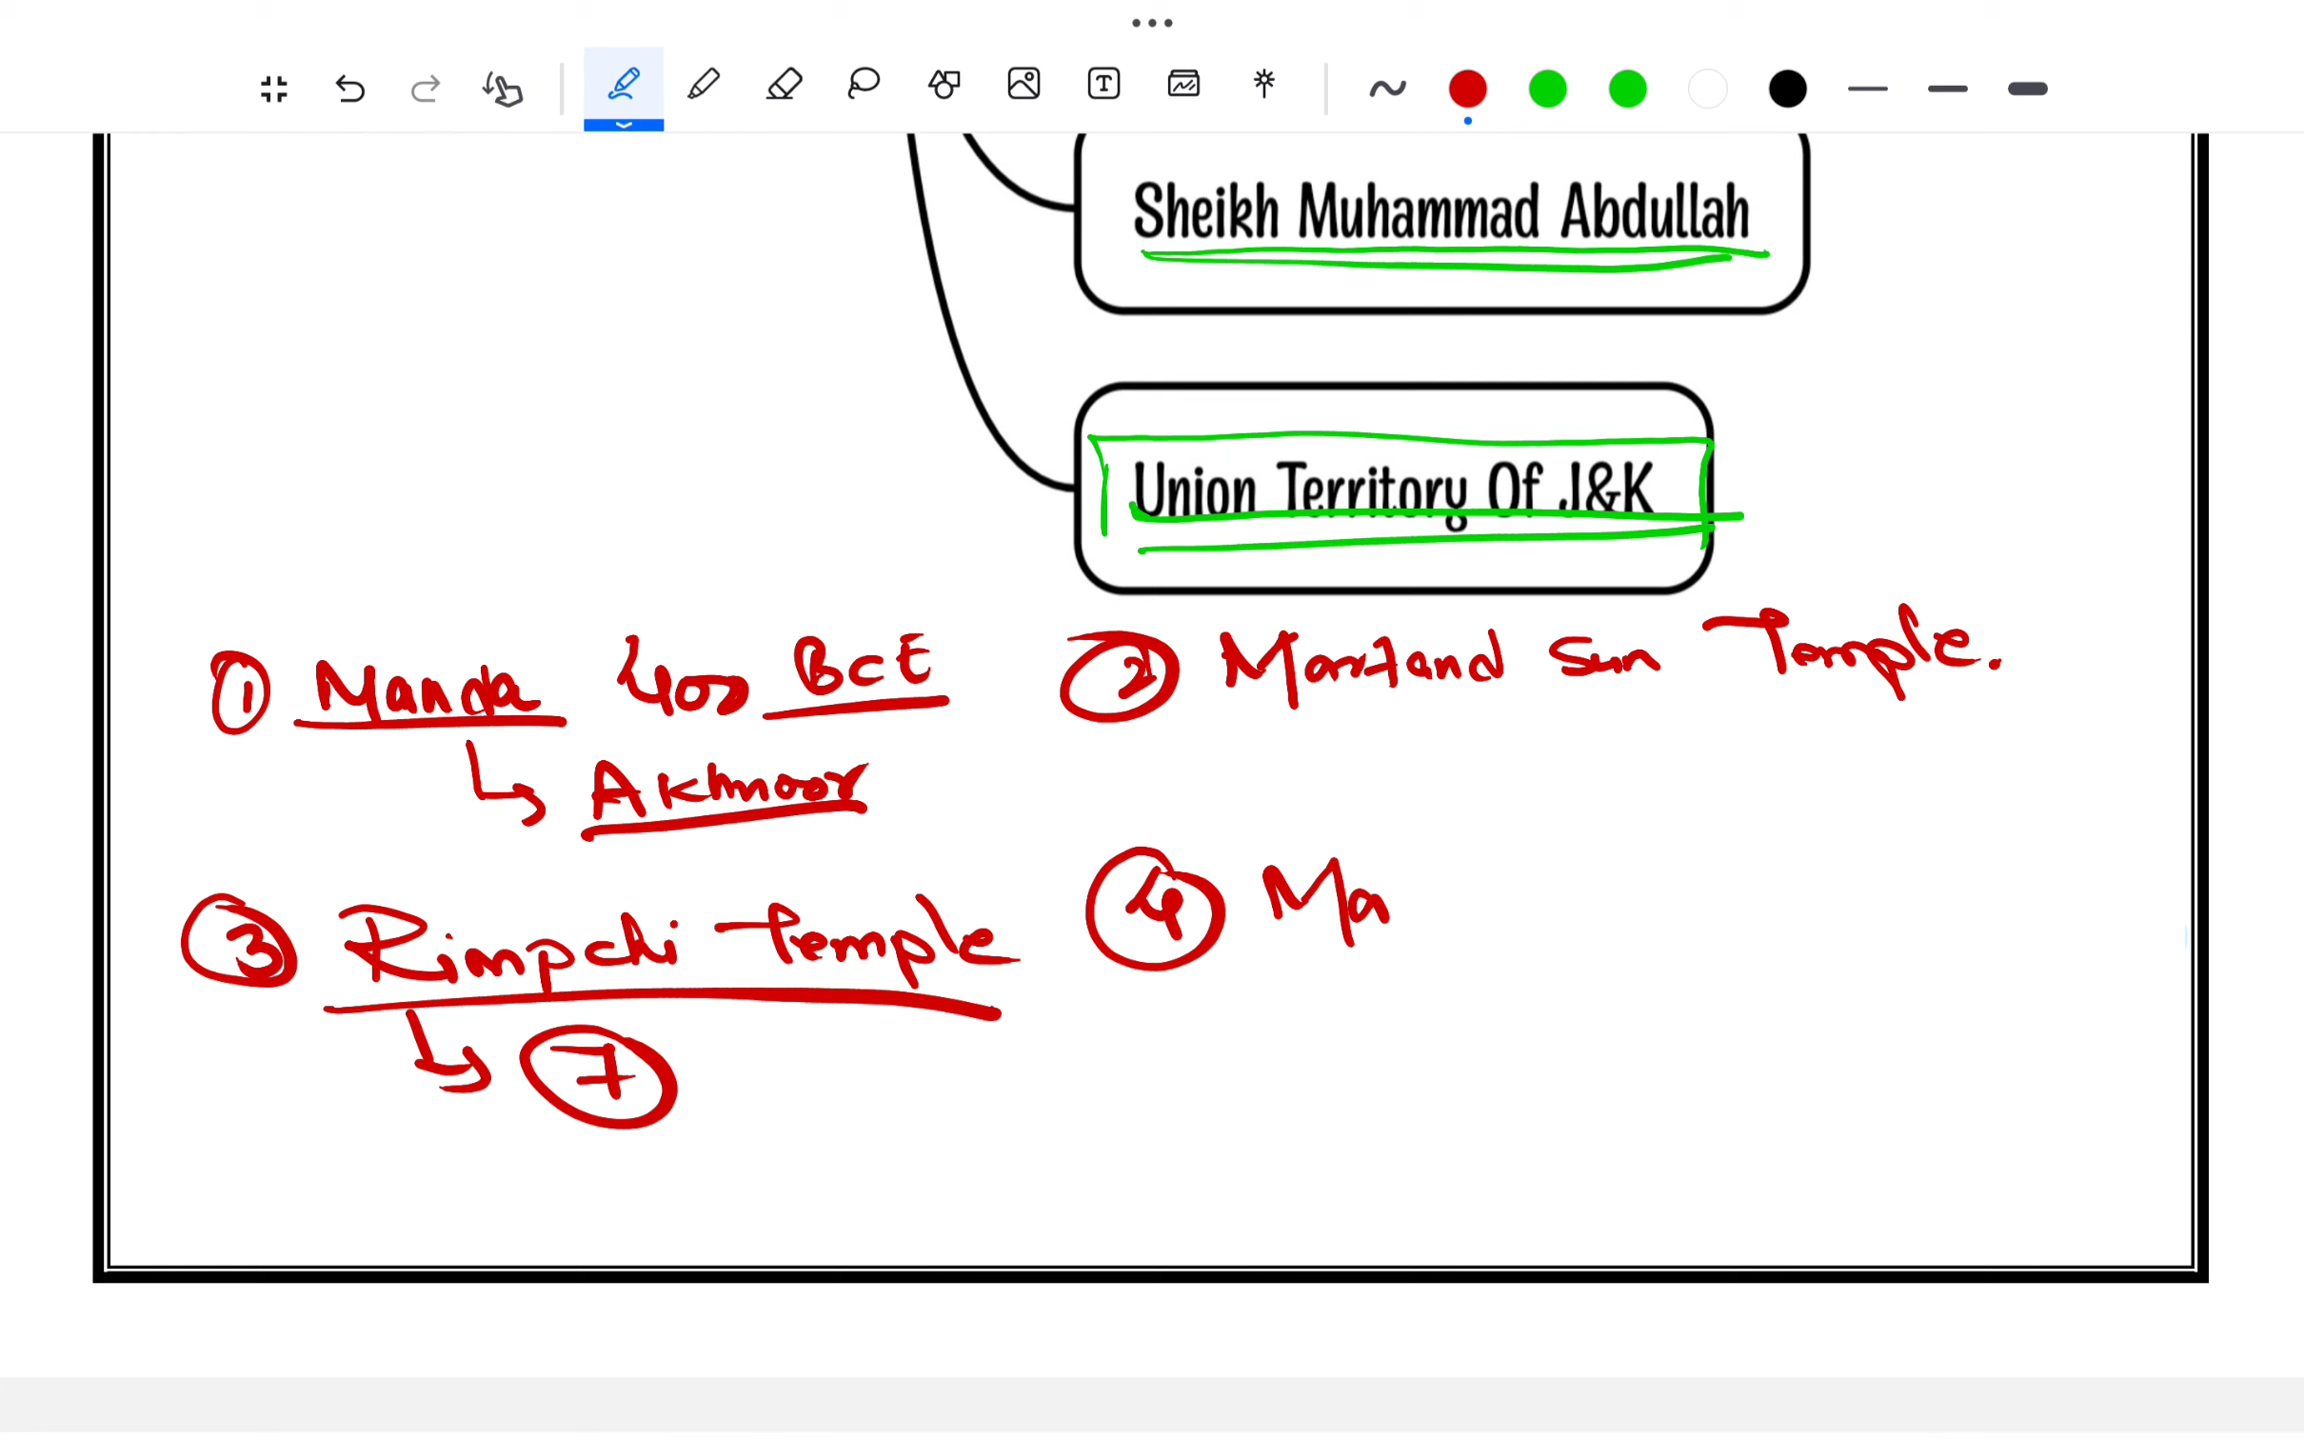 Sheikh Muhammad Abdullah
Union Territory Of J&K
① Manda 400 BCE
② Martand Sun Temple.
Akhnoor
③ Rimpchi Temple
④ Ma
⑦